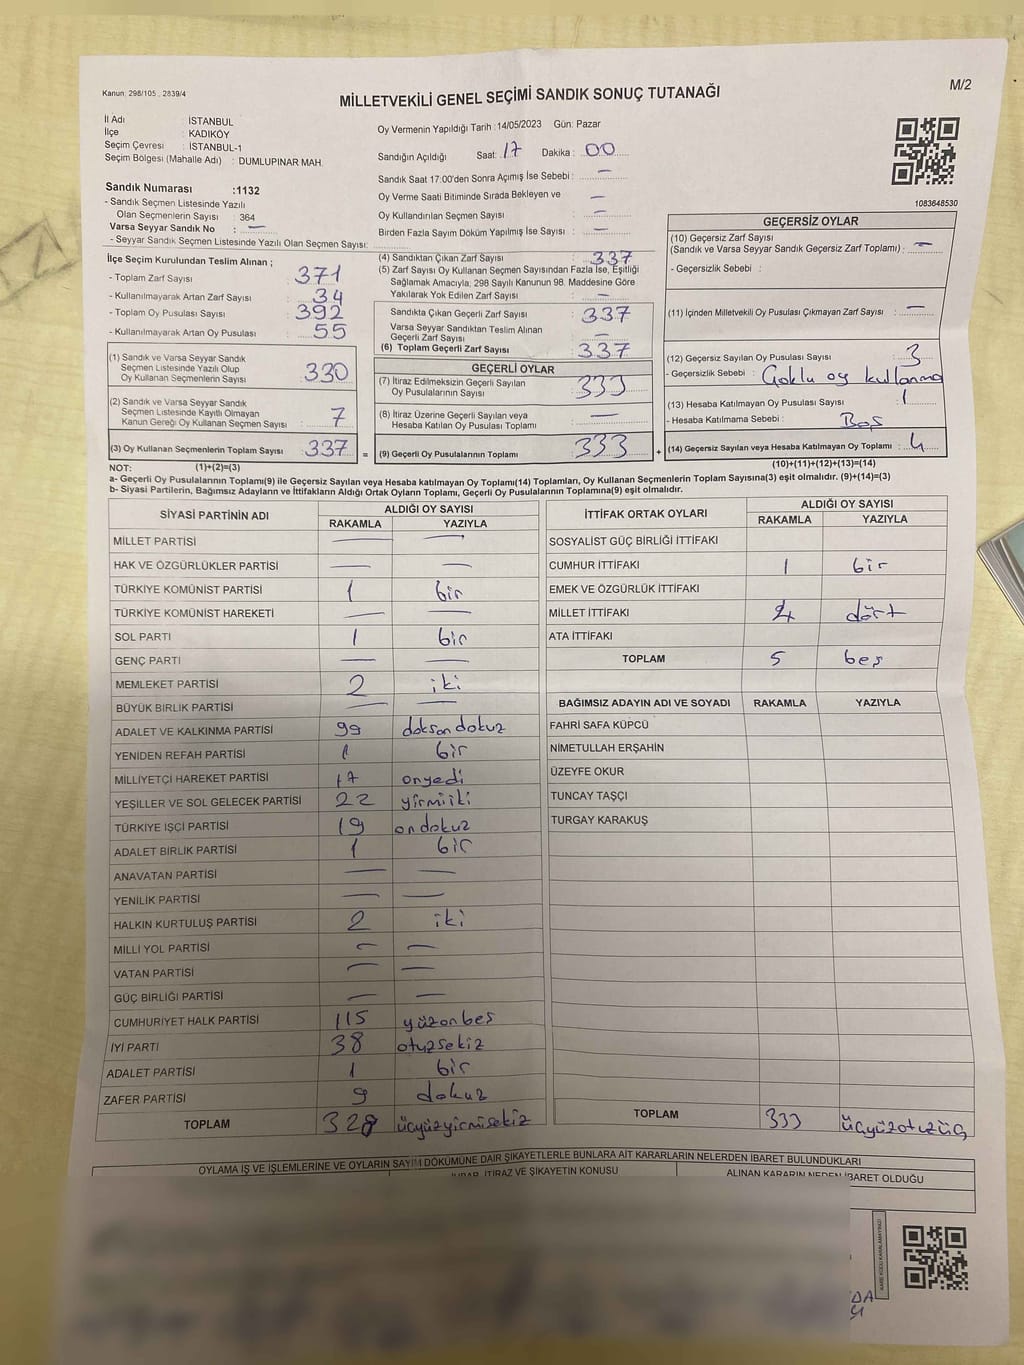 Kanun: 298/105 . 2839/4
MİLLETVEKİLİ GENEL SEÇİMİ SANDIK SONUÇ TUTANAĞI
M/2
İl Adı : İSTANBUL
İlçe : KADIKÖY
Seçim Çevresi : İSTANBUL-1
Seçim Bölgesi (Mahalle Adı) : DUMLUPINAR MAH.
Oy Vermenin Yapıldığı Tarih :14/05/2023 Gün: Pazar
Sandığın Açıldığı Saat: 17 Dakika: 00
Sandık Saat 17:00'den Sonra Açımış İse Sebebi : —
Oy Verme Saati Bitiminde Sırada Bekleyen ve —
Oy Kullandırılan Seçmen Sayısı —
Birden Fazla Sayım Döküm Yapılmış İse Sayısı : —
1083648530
Sandık Numarası :1132
- Sandık Seçmen Listesinde Yazılı
Olan Seçmenlerin Sayısı : 364
Varsa Seyyar Sandık No : —
- Seyyar Sandık Seçmen Listesinde Yazılı Olan Seçmen Sayısı:
İlçe Seçim Kurulundan Teslim Alınan ;
- Toplam Zarf Sayısı : 371
- Kullanılmayarak Artan Zarf Sayısı : 34
- Toplam Oy Pusulası Sayısı : 392
- Kullanılmayarak Artan Oy Pusulası : 55
(1) Sandık ve Varsa Seyyar Sandık
Seçmen Listesinde Yazılı Olup
Oy Kullanan Seçmenlerin Sayısı : 330
(2) Sandık ve Varsa Seyyar Sandık
Seçmen Listesinde Kayıtlı Olmayan
Kanun Gereği Oy Kullanan Seçmen Sayısı : 7
(3) Oy Kullanan Seçmenlerin Toplam Sayısı : 337
(4) Sandıktan Çıkan Zarf Sayısı : 337
(5) Zarf Sayısı Oy Kullanan Seçmen Sayısından Fazla İse, Eşitliği
Sağlamak Amacıyla; 298 Sayılı Kanunun 98. Maddesine Göre
Yakılarak Yok Edilen Zarf Sayısı : —
Sandıkta Çıkan Geçerli Zarf Sayısı : 337
Varsa Seyyar Sandıktan Teslim Alınan
Geçerli Zarf Sayısı : —
(6) Toplam Geçerli Zarf Sayısı : 337
GEÇERLİ OYLAR
(7) İtiraz Edilmeksizin Geçerli Sayılan
Oy Pusulalarının Sayısı : 333
(8) İtiraz Üzerine Geçerli Sayılan veya
Hesaba Katılan Oy Pusulası Toplamı : —
= (9) Geçerli Oy Pusulalarının Toplamı : 333 +
GEÇERSİZ OYLAR
(10) Geçersiz Zarf Sayısı
(Sandık ve Varsa Seyyar Sandık Geçersiz Zarf Toplamı) : —
- Geçersizlik Sebebi :
(11) İçinden Milletvekili Oy Pusulası Çıkmayan Zarf Sayısı : —
(12) Geçersiz Sayılan Oy Pusulası Sayısı : 3
- Geçersizlik Sebebi : Çoklu oy kullanma
(13) Hesaba Katılmayan Oy Pusulası Sayısı : 1
- Hesaba Katılmama Sebebi : Boş
(14) Geçersiz Sayılan veya Hesaba Katılmayan Oy Toplamı : 4
NOT: (1)+(2)=(3) (10)+(11)+(12)+(13)=(14)
a- Geçerli Oy Pusulalarının Toplamı(9) ile Geçersiz Sayılan veya Hesaba katılmayan Oy Toplamı(14) Toplamları, Oy Kullanan Seçmenlerin Toplam Sayısına(3) eşit olmalıdır. (9)+(14)=(3)
b- Siyasi Partilerin, Bağımsız Adayların ve İttifakların Aldığı Ortak Oyların Toplamı, Geçerli Oy Pusulalarının Toplamına(9) eşit olmalıdır.
SİYASİ PARTİNİN ADI ALDIĞI OY SAYISI
RAKAMLA YAZIYLA
MİLLET PARTİSİ — —
HAK VE ÖZGÜRLÜKLER PARTİSİ — —
TÜRKİYE KOMÜNİST PARTİSİ 1 bir
TÜRKİYE KOMÜNİST HAREKETİ — —
SOL PARTİ 1 bir
GENÇ PARTİ — —
MEMLEKET PARTİSİ 2 iki
BÜYÜK BİRLİK PARTİSİ — —
ADALET VE KALKINMA PARTİSİ 99 doksandokuz
YENİDEN REFAH PARTİSİ 1 bir
MİLLİYETÇİ HAREKET PARTİSİ 17 onyedi
YEŞİLLER VE SOL GELECEK PARTİSİ 22 yirmiiki
TÜRKİYE İŞÇİ PARTİSİ 19 ondokuz
ADALET BİRLİK PARTİSİ 1 bir
ANAVATAN PARTİSİ — —
YENİLİK PARTİSİ — —
HALKIN KURTULUŞ PARTİSİ 2 iki
MİLLİ YOL PARTİSİ — —
VATAN PARTİSİ — —
GÜÇ BİRLİĞİ PARTİSİ — —
CUMHURİYET HALK PARTİSİ 115 yüzonbeş
İYİ PARTİ 38 otuzsekiz
ADALET PARTİSİ 1 bir
ZAFER PARTİSİ 9 dokuz
TOPLAM 328 üçyüzyirmisekiz
İTTİFAK ORTAK OYLARI ALDIĞI OY SAYISI
RAKAMLA YAZIYLA
SOSYALİST GÜÇ BİRLİĞİ İTTİFAKI
CUMHUR İTTİFAKI 1 bir
EMEK VE ÖZGÜRLÜK İTTİFAKI
MİLLET İTTİFAKI 4 dört
ATA İTTİFAKI
TOPLAM 5 beş
BAĞIMSIZ ADAYIN ADI VE SOYADI RAKAMLA YAZIYLA
FAHRİ SAFA KÜPCÜ
NİMETULLAH ERŞAHİN
ÜZEYFE OKUR
TUNCAY TAŞÇI
TURGAY KARAKUŞ
TOPLAM 333 üçyüzotuzüç
OYLAMA İŞ VE İŞLEMLERİNE VE OYLARIN SAYIM DÖKÜMÜNE DAİR ŞİKAYETLERLE BUNLARA AİT KARARLARIN NELERDEN İBARET BULUNDUKLARI
İTİRAZ VE ŞİKAYETİN KONUSU ALINAN KARARIN NEDEN İBARET OLDUĞU